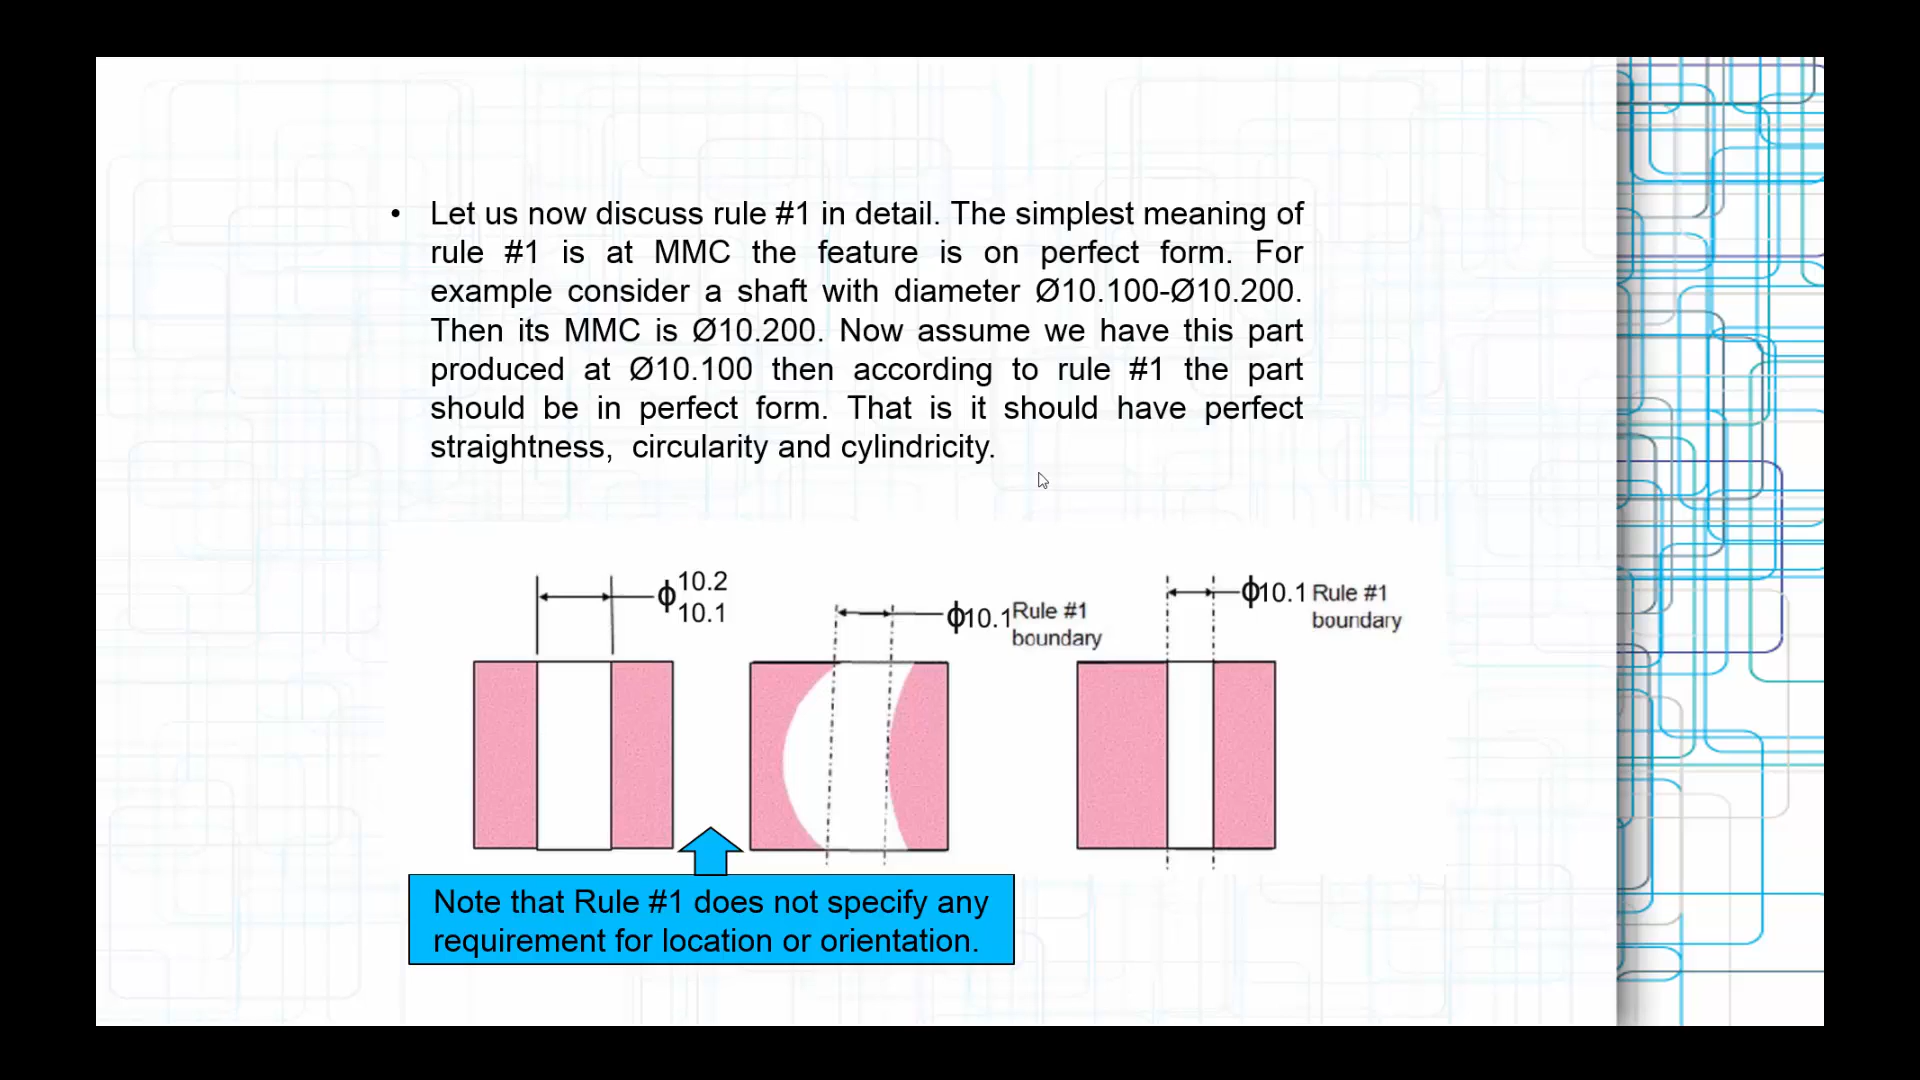 • Let us now discuss rule #1 in detail. The simplest meaning of
rule #1 is at MMC the feature is on perfect form. For
example consider a shaft with diameter Ø10.100-Ø10.200.
Then its MMC is Ø10.200. Now assume we have this part
produced at Ø10.100 then according to rule #1 the part
should be in perfect form. That is it should have perfect
straightness, circularity and cylindricity.
ϕ10.2
10.1
ϕ10.1 Rule #1
boundary
ϕ10.1 Rule #1
boundary
Note that Rule #1 does not specify any
requirement for location or orientation.